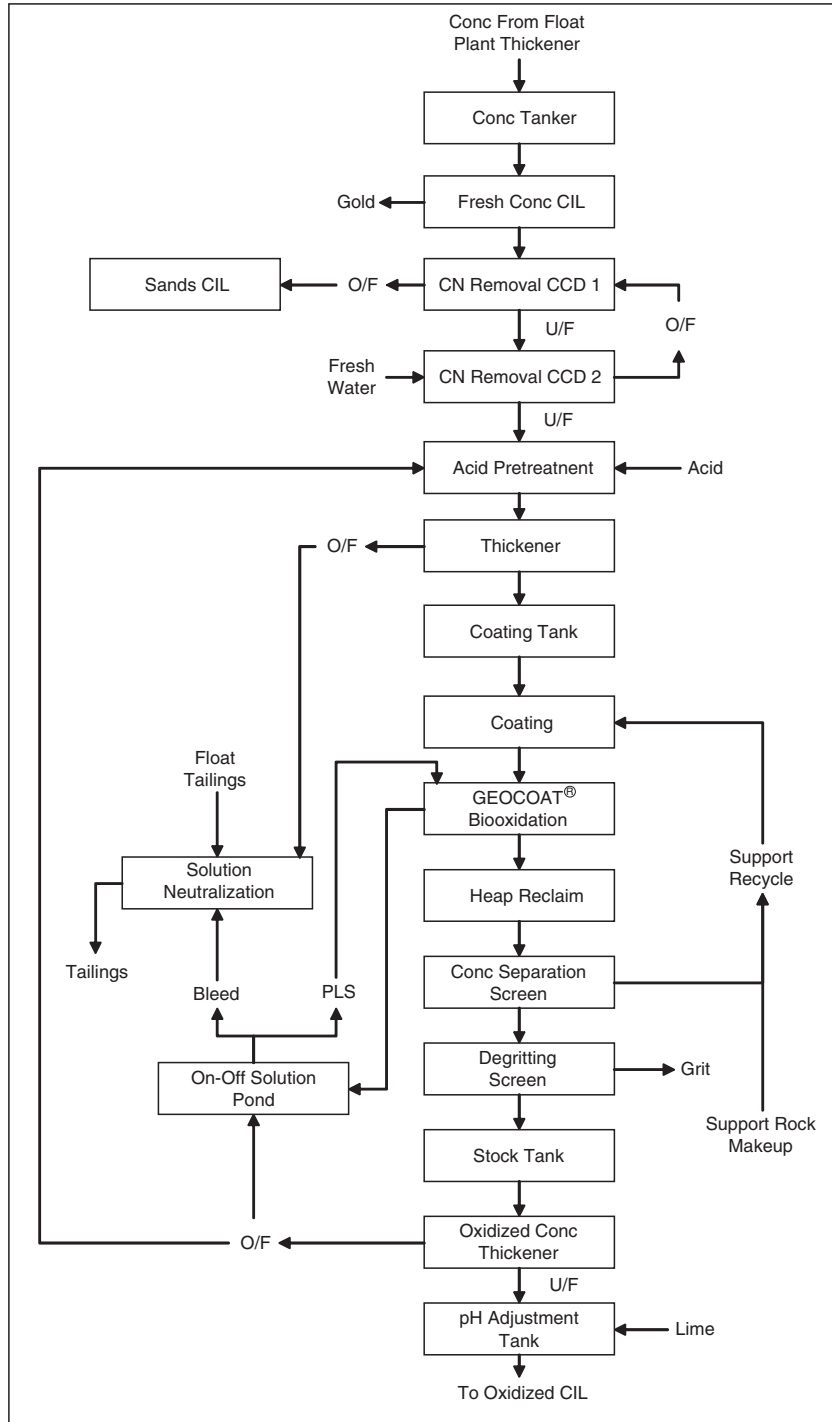 Conc From Float
Plant Thickener
Conc Tanker
Gold
Fresh Conc CIL
Sands CIL
O/F
CN Removal CCD 1
O/F
U/F
Fresh
Water
CN Removal CCD 2
U/F
Acid Pretreatnent
Acid
O/F
Thickener
Coating Tank
Coating
Float
Tailings
GEOCOAT®
Biooxidation
Solution
Neutralization
Support
Recycle
Heap Reclaim
Tailings
Bleed
PLS
Conc Separation
Screen
On-Off Solution
Pond
Degritting
Screen
Grit
Support Rock
Makeup
Stock Tank
O/F
Oxidized Conc
Thickener
U/F
pH Adjustment
Tank
Lime
To Oxidized CIL